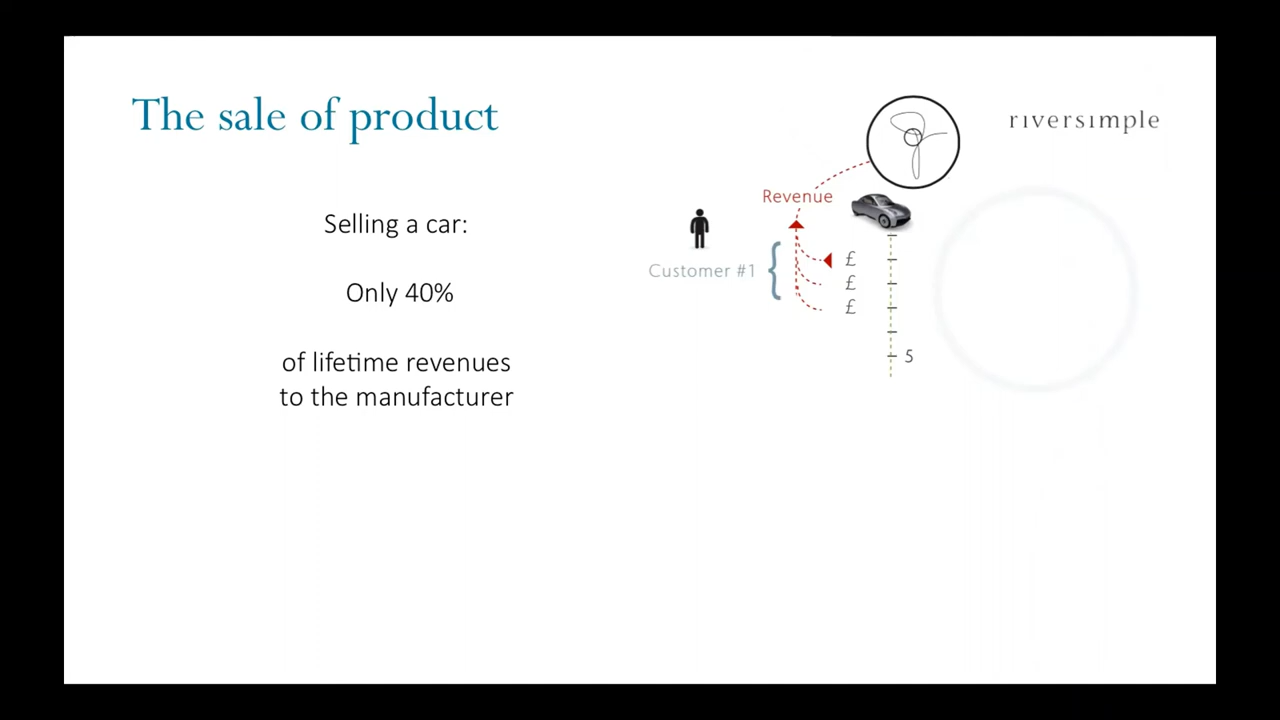 The sale of product
riversimple
Selling a car:
Only 40%
of lifetime revenues
to the manufacturer
Revenue
Customer #1
£
£
£
5